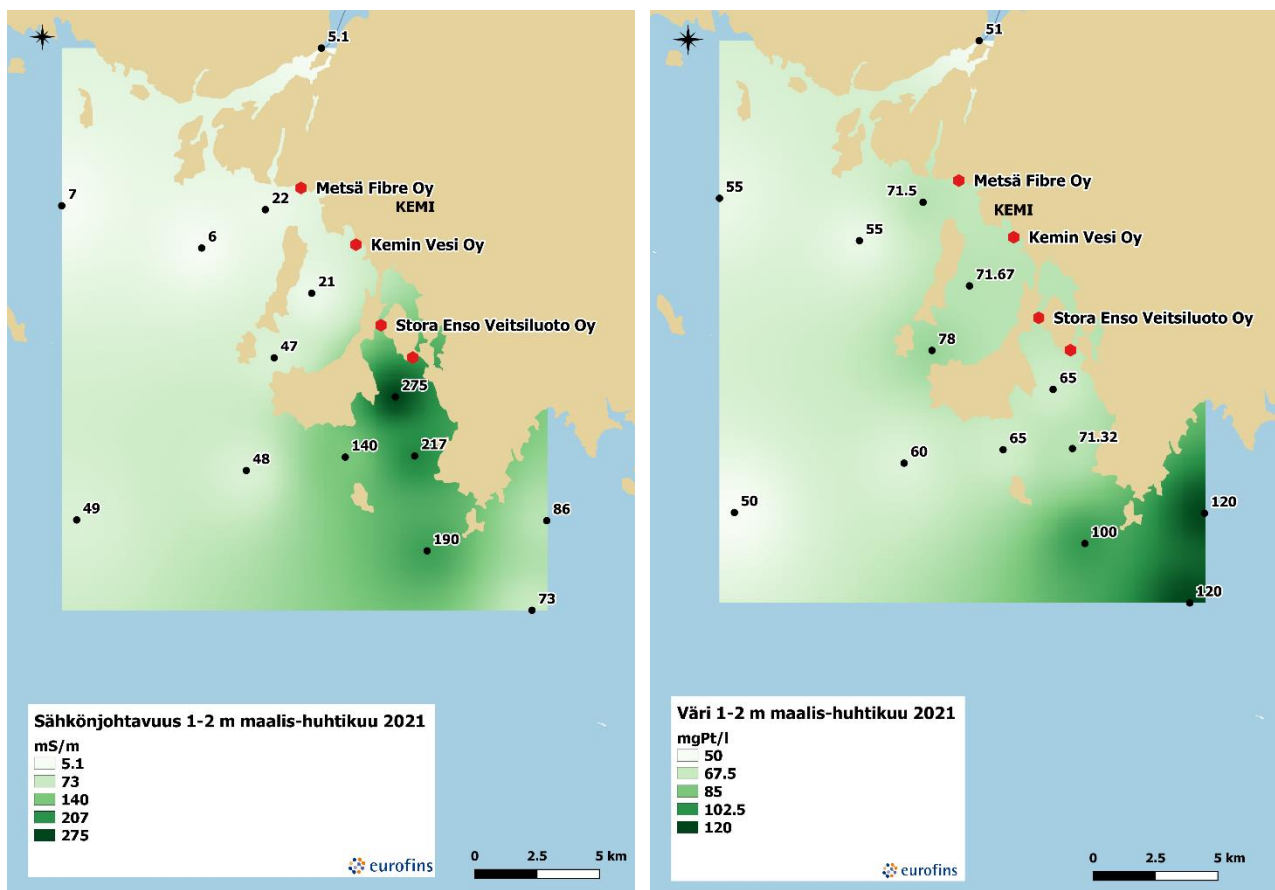 5.1
7
22
Metsä Fibre Oy
KEMI
6
Kemin Vesi Oy
21
Stora Enso Veitsiluoto Oy
47
275
140
217
48
49
86
190
73
Sähkönjohtavuus 1-2 m maalis-huhtikuu 2021
mS/m
5.1
73
140
207
275
eurofins
0 2.5 5 km
51
55
71.5
Metsä Fibre Oy
KEMI
55
Kemin Vesi Oy
71.67
Stora Enso Veitsiluoto Oy
78
65
60
65
71.32
50
120
100
120
Väri 1-2 m maalis-huhtikuu 2021
mgPt/l
50
67.5
85
102.5
120
eurofins
0 2.5 5 km